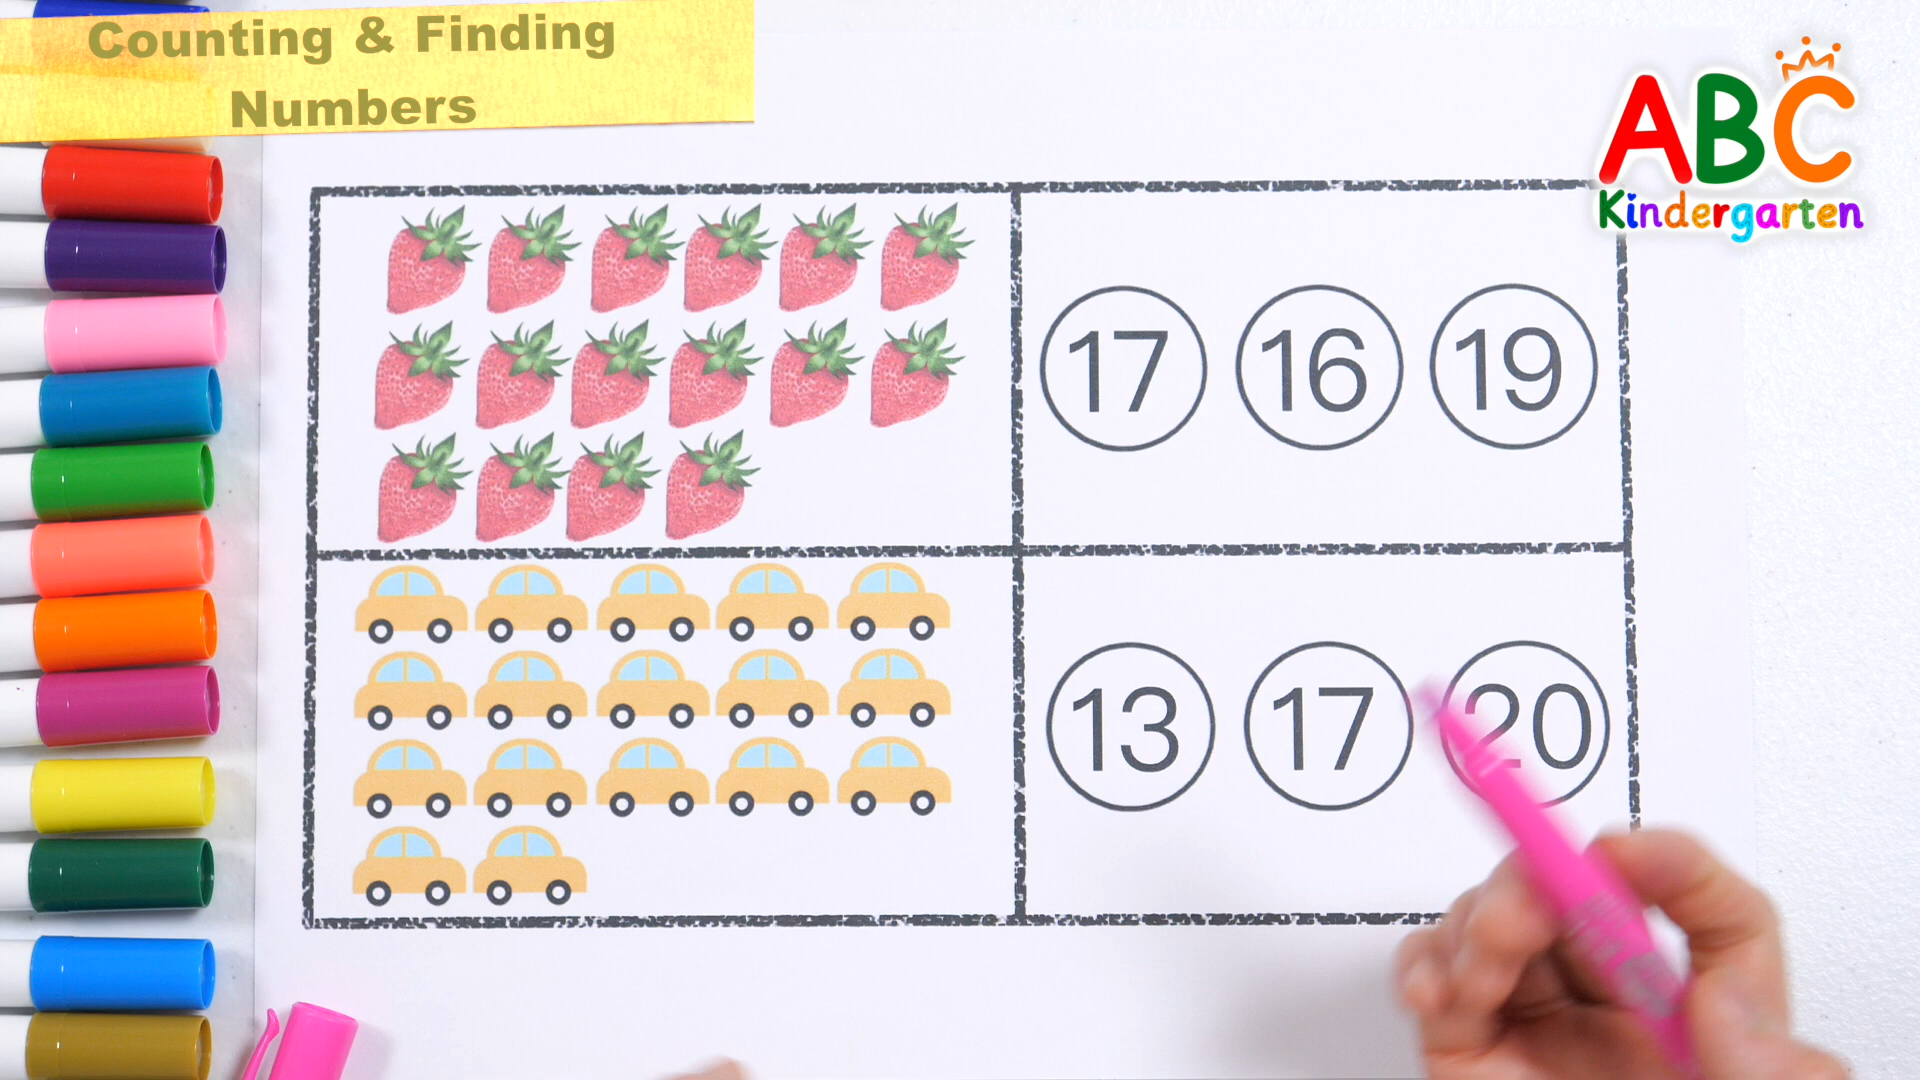 Counting & Finding
Numbers
ABC
Kindergarten
17 16 19
13 17 20